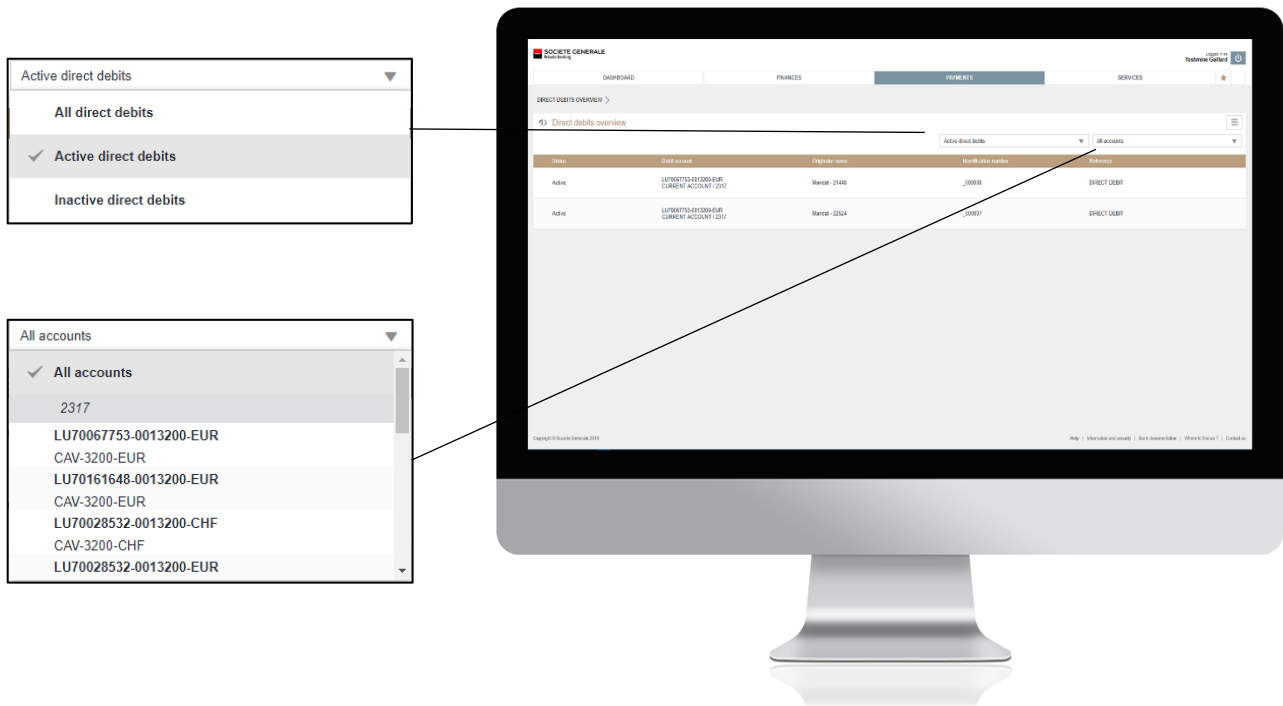 Active direct debits
All direct debits
Active direct debits
Inactive direct debits
All accounts
All accounts
2317
LU70067753-0013200-EUR
CAV-3200-EUR
LU70161648-0013200-EUR
CAV-3200-EUR
LU70028532-0013200-CHF
CAV-3200-CHF
LU70028532-0013200-EUR
SOCIETE GENERALE
Private Banking
Logged in as
Yashmine Gaillard
DASHBOARD FINANCES PAYMENTS SERVICES
DIRECT DEBITS OVERVIEW
Direct debits overview
Active direct debits All accounts
Status Debit account Originator name Identification number Reference
Active LU70067753-0013200-EUR Mandat - 21446 _000006 DIRECT DEBIT
CURRENT ACCOUNT / 2317
Active LU70067753-0013200-EUR Mandat - 22524 _000007 DIRECT DEBIT
CURRENT ACCOUNT / 2317
Copyright © Societe Generale 2019 Help | Information and security | Bank documentation | Where to find us ? | Contact us